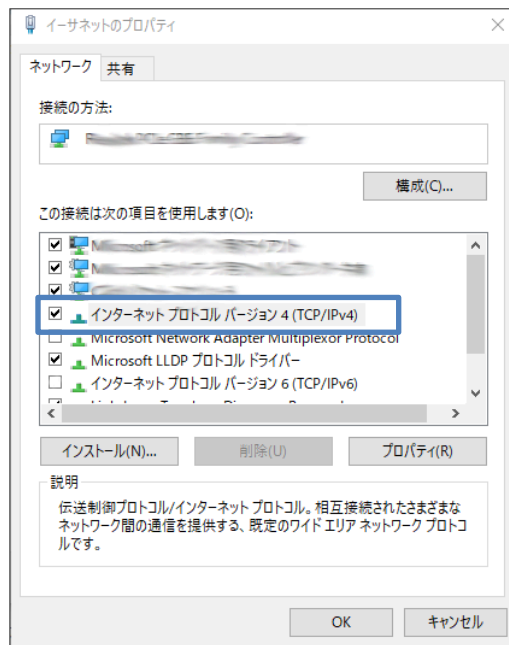 イーサネットのプロパティ
ネットワーク 共有
接続の方法:
構成(C)...
この接続は次の項目を使用します(O):
Microsoft
Microsoft
インターネット プロトコル バージョン 4 (TCP/IPv4)
Microsoft Network Adapter Multiplexor Protocol
Microsoft LLDP プロトコル ドライバー
インターネット プロトコル バージョン 6 (TCP/IPv6)
インストール(N)... 削除(U) プロパティ(R)
説明
伝送制御プロトコル/インターネット プロトコル。相互接続されたさまざまな
ネットワーク間の通信を提供する、既定のワイド エリア ネットワーク プロトコ
ルです。
OK キャンセル